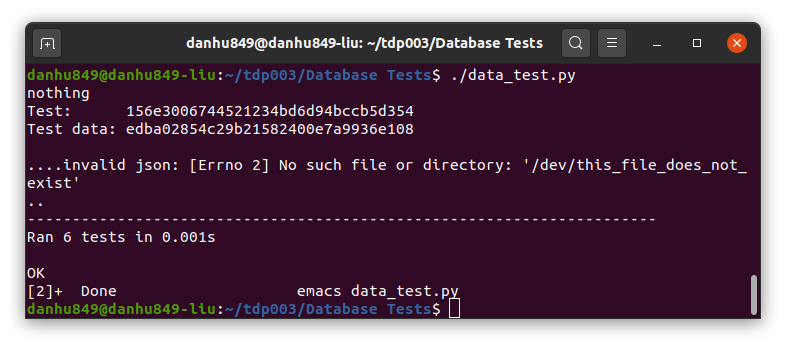 danhu849@danhu849-liu: ~/tdp003/Database Tests
danhu849@danhu849-liu:~/tdp003/Database Tests$ ./data_test.py
nothing
Test:      156e3006744521234bd6d94bccb5d354
Test data: edba02854c29b21582400e7a9936e108
....invalid json: [Errno 2] No such file or directory: '/dev/this_file_does_not_
exist'
..
----------------------------------------------------------------------
Ran 6 tests in 0.001s
OK
[2]+  Done                    emacs data_test.py
danhu849@danhu849-liu:~/tdp003/Database Tests$